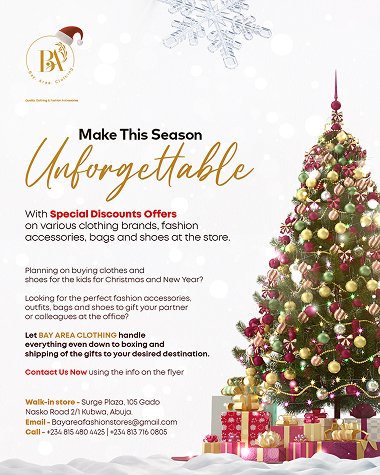 BA
Bay. Area. Clothing
Quality Clothing & Fashion Accessories
Make This Season
Unforgettable
With Special Discounts Offers
on various clothing brands, fashion
accessories, bags and shoes at the store.
Planning on buying clothes and
shoes for the kids for Christmas and New Year?
Looking for the perfect fashion accessories,
outfits, bags and shoes to gift your partner
or colleagues at the office?
Let BAY AREA CLOTHING handle
everything even down to boxing and
shipping of the gifts to your desired destination.
Contact Us Now using the info on the flyer
Walk-in store - Surge Plaza, 105 Gado
Nasko Road 2/1 Kubwa, Abuja.
Email - Bayareafashionstores@gmail.com
Call - +234 815 480 4425 | +234 813 716 0805